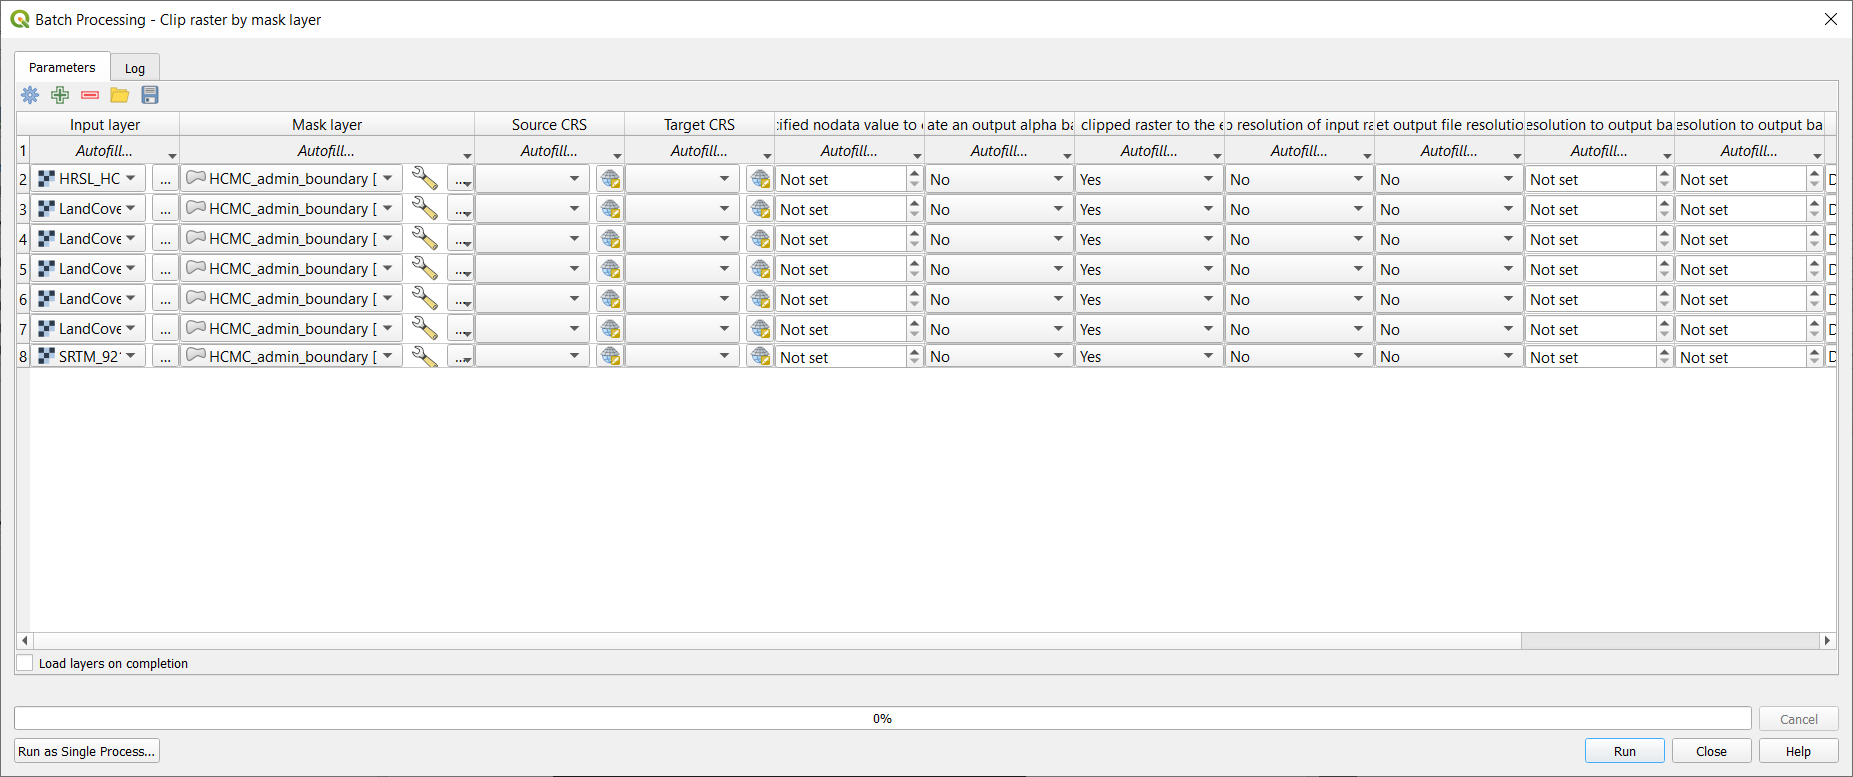 Batch Processing - Clip raster by mask layer
Parameters Log
Input layer Mask layer Source CRS Target CRS tified nodata value to ate an output alpha ba clipped raster to the e resolution of input ra et output file resolutio esolution to output ba esolution to output ba
1 Autofill... Autofill... Autofill... Autofill... Autofill... Autofill... Autofill... Autofill... Autofill... Autofill... Autofill...
2 HRSL_HC ... HCMC_admin_boundary [ ... Not set No Yes No No Not set Not set D
3 LandCove ... HCMC_admin_boundary [ ... Not set No Yes No No Not set Not set D
4 LandCove ... HCMC_admin_boundary [ ... Not set No Yes No No Not set Not set D
5 LandCove ... HCMC_admin_boundary [ ... Not set No Yes No No Not set Not set D
6 LandCove ... HCMC_admin_boundary [ ... Not set No Yes No No Not set Not set D
7 LandCove ... HCMC_admin_boundary [ ... Not set No Yes No No Not set Not set D
8 SRTM_92 ... HCMC_admin_boundary [ ... Not set No Yes No No Not set Not set D
Load layers on completion
0% Cancel
Run as Single Process... Run Close Help